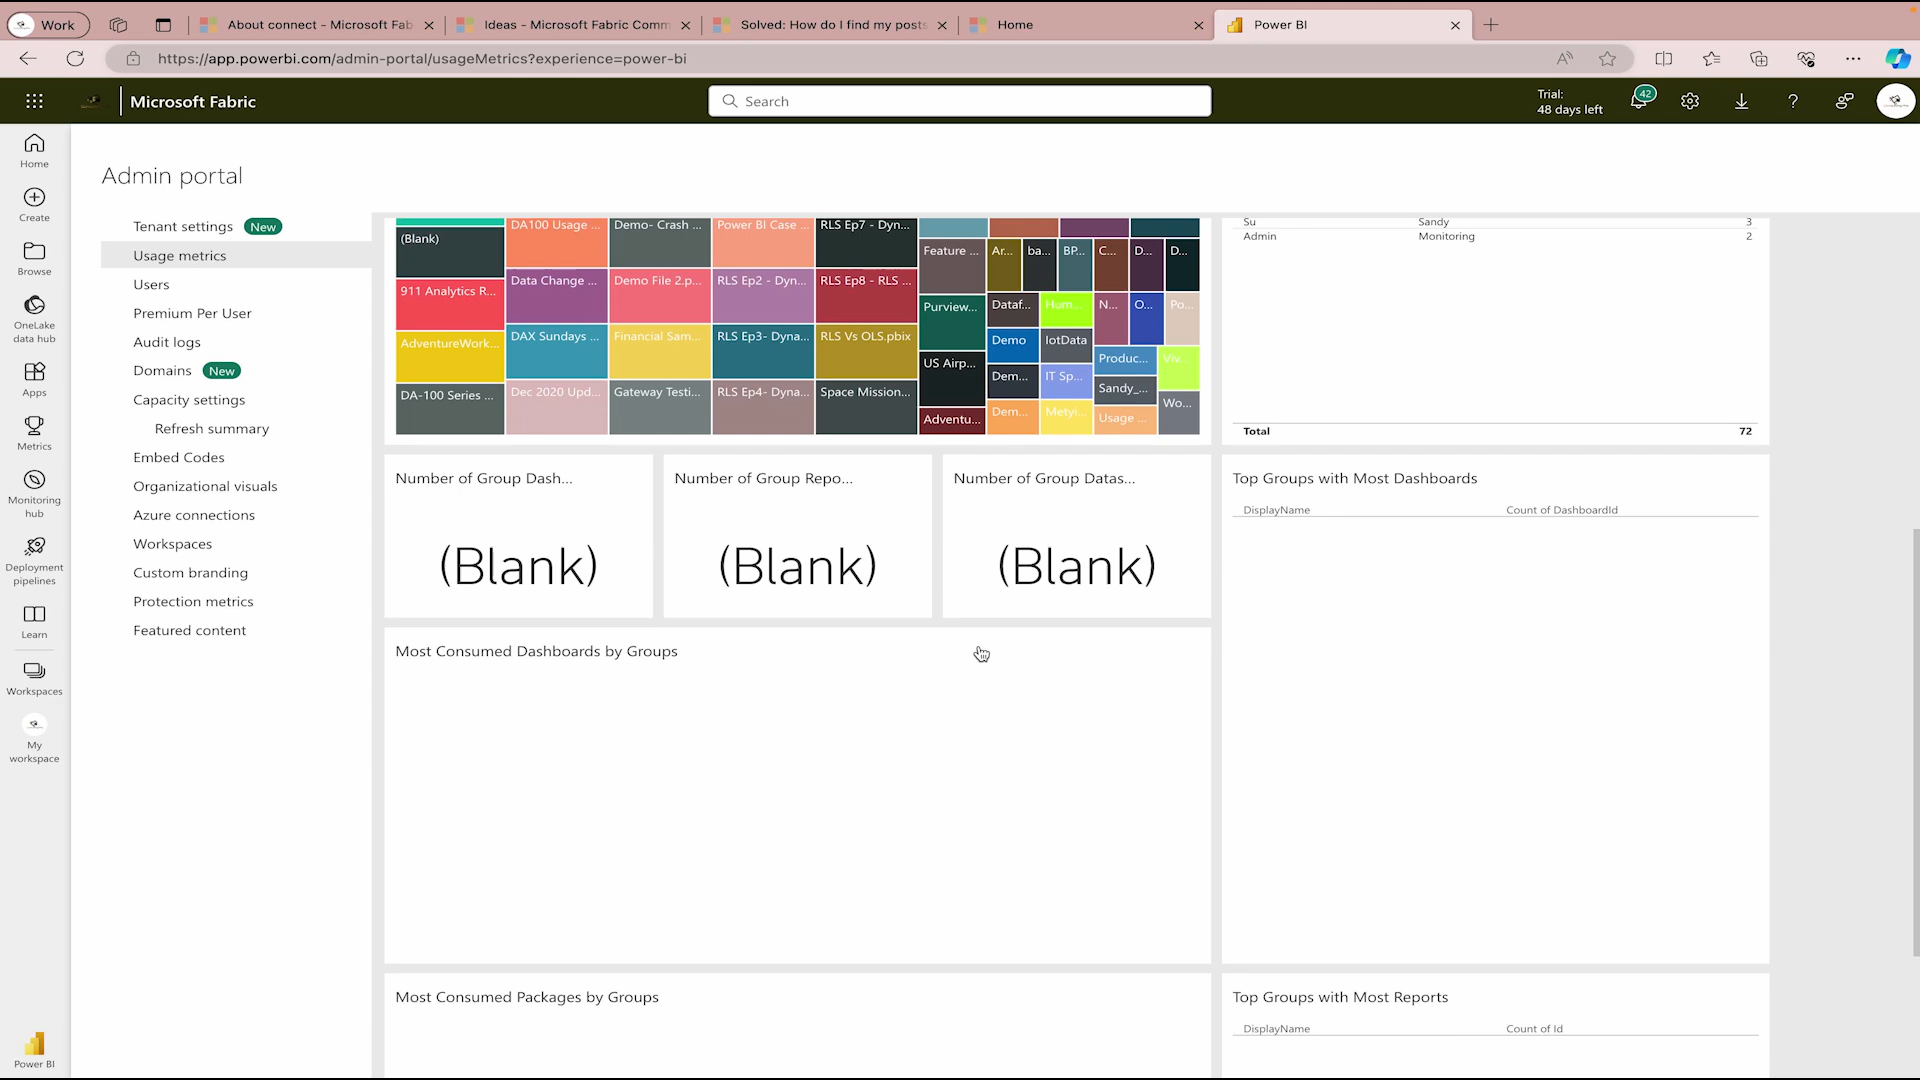 Work
About connect - Microsoft Fab
Ideas - Microsoft Fabric Comm
Solved: How do I find my posts
Home
Power BI
https://app.powerbi.com/admin-portal/usageMetrics?experience=power-bi
Microsoft Fabric
Search
Trial:
48 days left
42
Home
Create
Browse
OneLake
data hub
Apps
Metrics
Monitoring
hub
Deployment
pipelines
Learn
Workspaces
My
workspace
Power BI
Admin portal
Tenant settings New
Usage metrics
Users
Premium Per User
Audit logs
Domains New
Capacity settings
Refresh summary
Embed Codes
Organizational visuals
Azure connections
Workspaces
Custom branding
Protection metrics
Featured content
(Blank)
911 Analytics R...
AdventureWork...
DA-100 Series ...
DA100 Usage ...
Data Change ...
DAX Sundays ...
Dec 2020 Upd...
Demo- Crash ...
Demo File 2.p...
Financial Sam...
Gateway Testi...
Power BI Case ...
RLS Ep2 - Dyn...
RLS Ep3- Dyna...
RLS Ep4- Dyna...
RLS Ep7 - Dyn...
RLS Ep8 - RLS ...
RLS Vs OLS.pbix
Space Mission...
Feature ...
Purview...
US Airp...
Adventu...
Ar...
ba...
BP...
C...
D...
D...
Dataf...
Hum...
N...
O...
Po...
Demo
IotData
Produc...
Viv...
Dem...
IT Sp...
Sandy_...
Wo...
Dem...
Metyi...
Usage ...
Su Sandy 3
Admin Monitoring 2
Total 72
Number of Group Dash...
(Blank)
Number of Group Repo...
(Blank)
Number of Group Datas...
(Blank)
Top Groups with Most Dashboards
DisplayName Count of DashboardId
Most Consumed Dashboards by Groups
Most Consumed Packages by Groups
Top Groups with Most Reports
DisplayName Count of Id